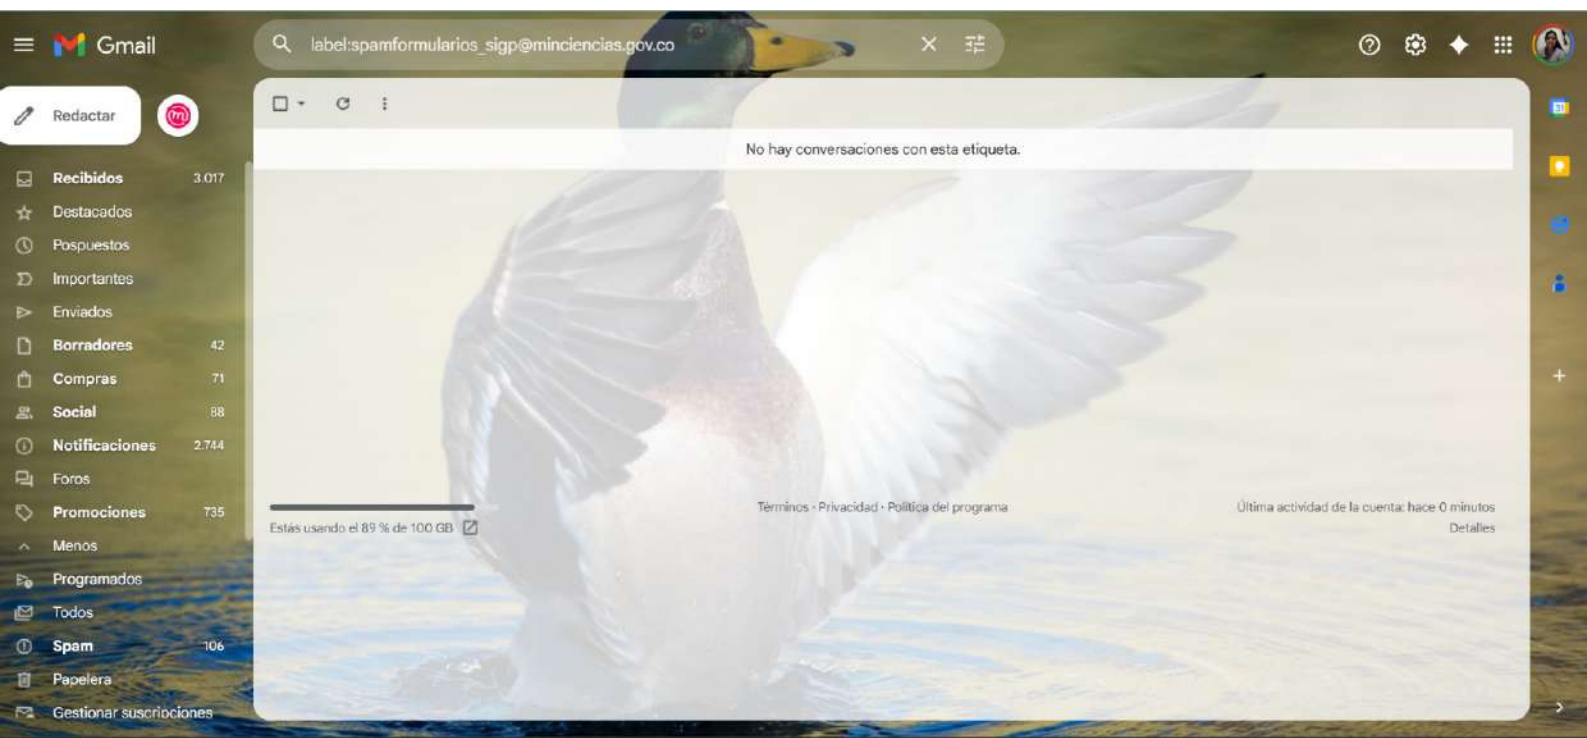 Gmail
label:spamformularios_sigp@minciencias.gov.co
Redactar
No hay conversaciones con esta etiqueta.
Recibidos 3.017
Destacados
Pospuestos
Importantes
Enviados
Borradores 42
Compras 71
Social 88
Notificaciones 2.744
Foros
Promociones 735
Menos
Programados
Todos
Spam 106
Papelera
Gestionar suscripciones
Estás usando el 89 % de 100 GB
Términos · Privacidad · Política del programa
Última actividad de la cuenta: hace 0 minutos
Detalles
31